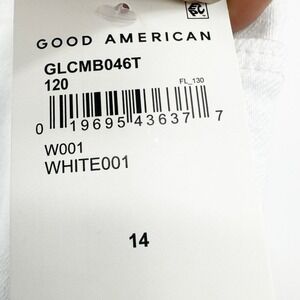 GOOD AMERICAN
GLCMB046T
120
FL_130
0 19695 43637 7
W001
WHITE001
14